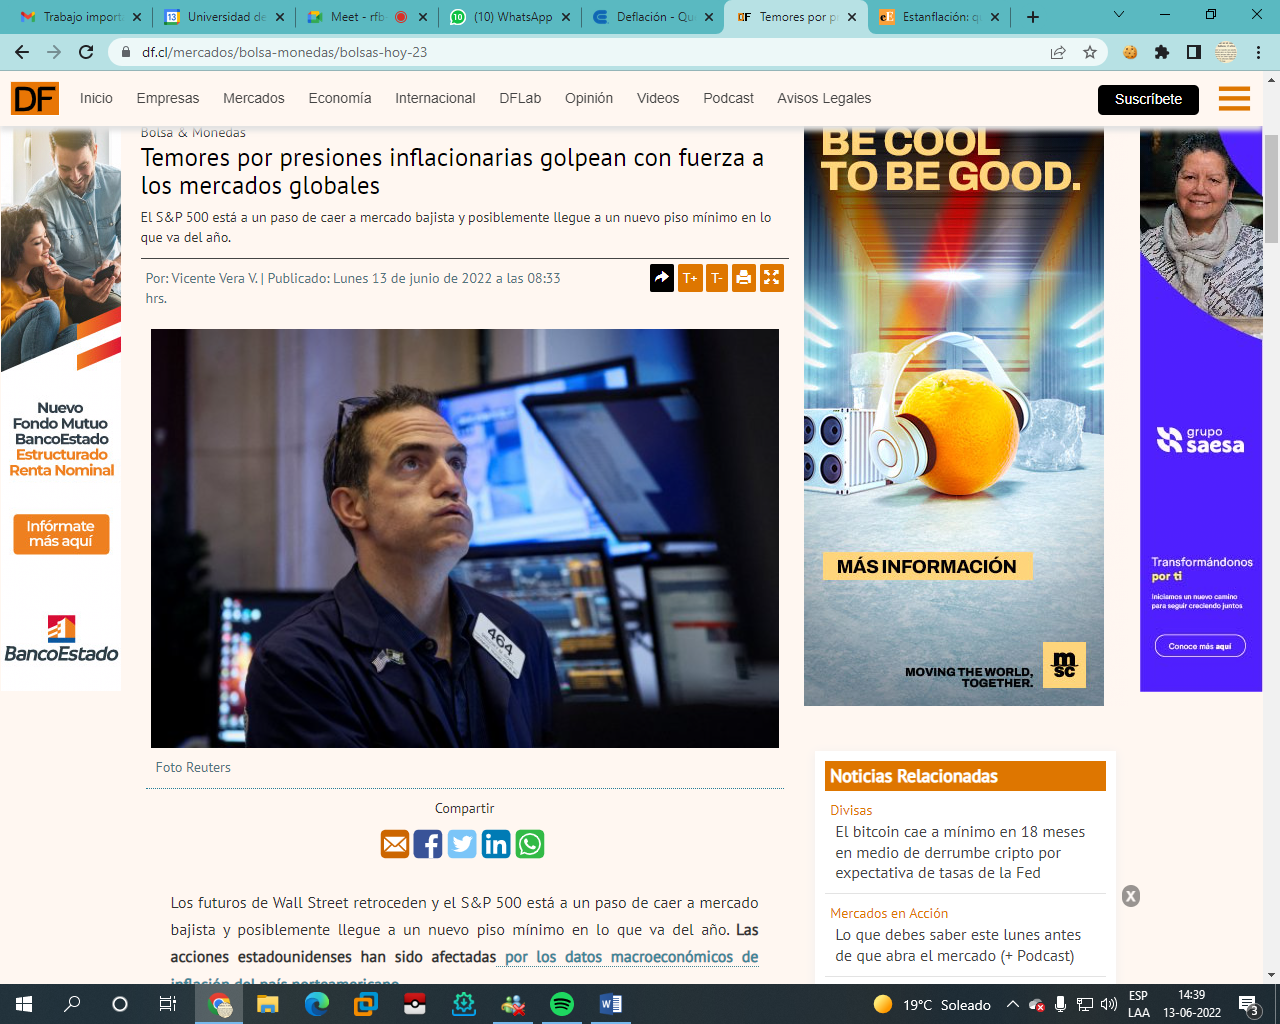 Trabajo import
Universidad de
Meet - rfb
(10) WhatsApp
Deflación - Qu
Temores por p
Estanflación: q
df.cl/mercados/bolsa-monedas/bolsas-hoy-23
DF
Inicio
Empresas
Mercados
Economía
Internacional
DFLab
Opinión
Videos
Podcast
Avisos Legales
Suscríbete
Bolsa & Monedas
Temores por presiones inflacionarias golpean con fuerza a
los mercados globales
El S&P 500 está a un paso de caer a mercado bajista y posiblemente llegue a un nuevo piso mínimo en lo
que va del año.
Por: Vicente Vera V. | Publicado: Lunes 13 de junio de 2022 a las 08:33
hrs.
T+
T-
464
Foto Reuters
Compartir
Los futuros de Wall Street retroceden y el S&P 500 está a un paso de caer a mercado
bajista y posiblemente llegue a un nuevo piso mínimo en lo que va del año. Las
acciones estadounidenses han sido afectadas por los datos macroeconómicos de
inflación del país norteamericano
Nuevo
Fondo Mutuo
BancoEstado
Estructurado
Renta Nominal
Infórmate
más aquí
BancoEstado
BE COOL
TO BE GOOD.
MÁS INFORMACIÓN
MOVING THE WORLD,
TOGETHER.
msc
grupo
saesa
Transformándonos
por ti
Iniciamos un nuevo camino
para seguir creciendo juntos
Conoce más aquí
Noticias Relacionadas
Divisas
El bitcoin cae a mínimo en 18 meses
en medio de derrumbe cripto por
expectativa de tasas de la Fed
X
Mercados en Acción
Lo que debes saber este lunes antes
de que abra el mercado (+ Podcast)
19°C Soleado
ESP
LAA
14:39
13-06-2022
3